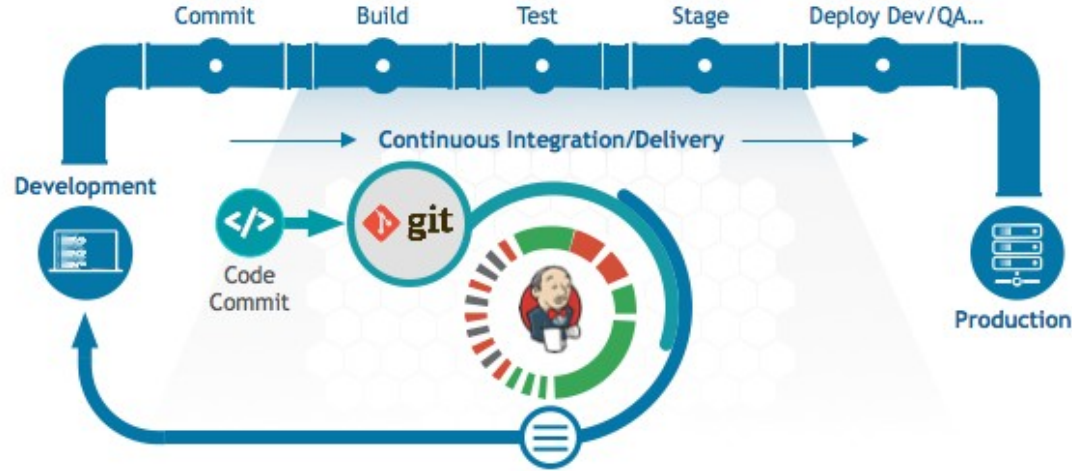 Commit
Build
Test
Stage
Deploy Dev/QA...
Continuous Integration/Delivery
Development
</>
git
Code
Commit
Production